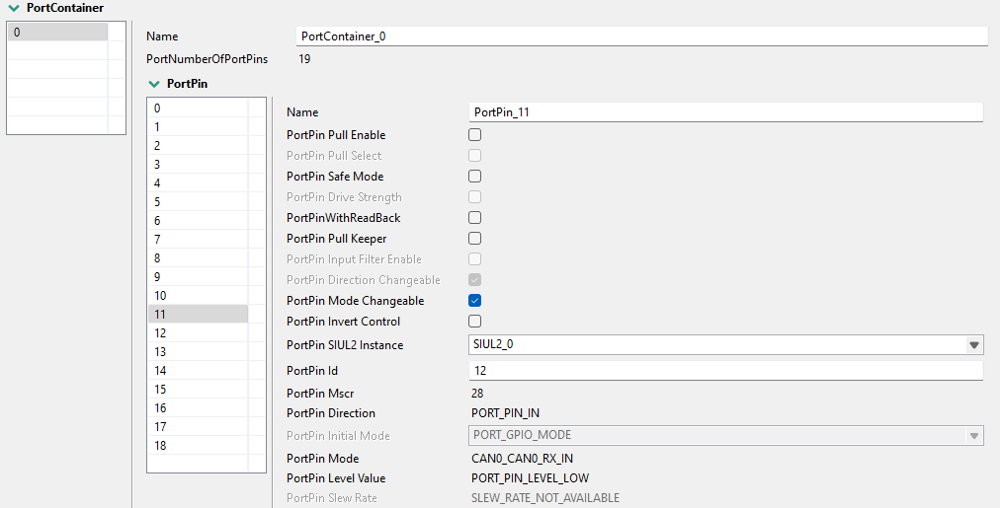 PortContainer
0
Name PortContainer_0
PortNumberOfPortPins 19
PortPin
0
1
2
3
4
5
6
7
8
9
10
11
12
13
14
15
16
17
18
Name PortPin_11
PortPin Pull Enable
PortPin Pull Select
PortPin Safe Mode
PortPin Drive Strength
PortPinWithReadBack
PortPin Pull Keeper
PortPin Input Filter Enable
PortPin Direction Changeable
PortPin Mode Changeable
PortPin Invert Control
PortPin SIUL2 Instance SIUL2_0
PortPin Id 12
PortPin Mscr 28
PortPin Direction PORT_PIN_IN
PortPin Initial Mode PORT_GPIO_MODE
PortPin Mode CAN0_CAN0_RX_IN
PortPin Level Value PORT_PIN_LEVEL_LOW
PortPin Slew Rate SLEW_RATE_NOT_AVAILABLE